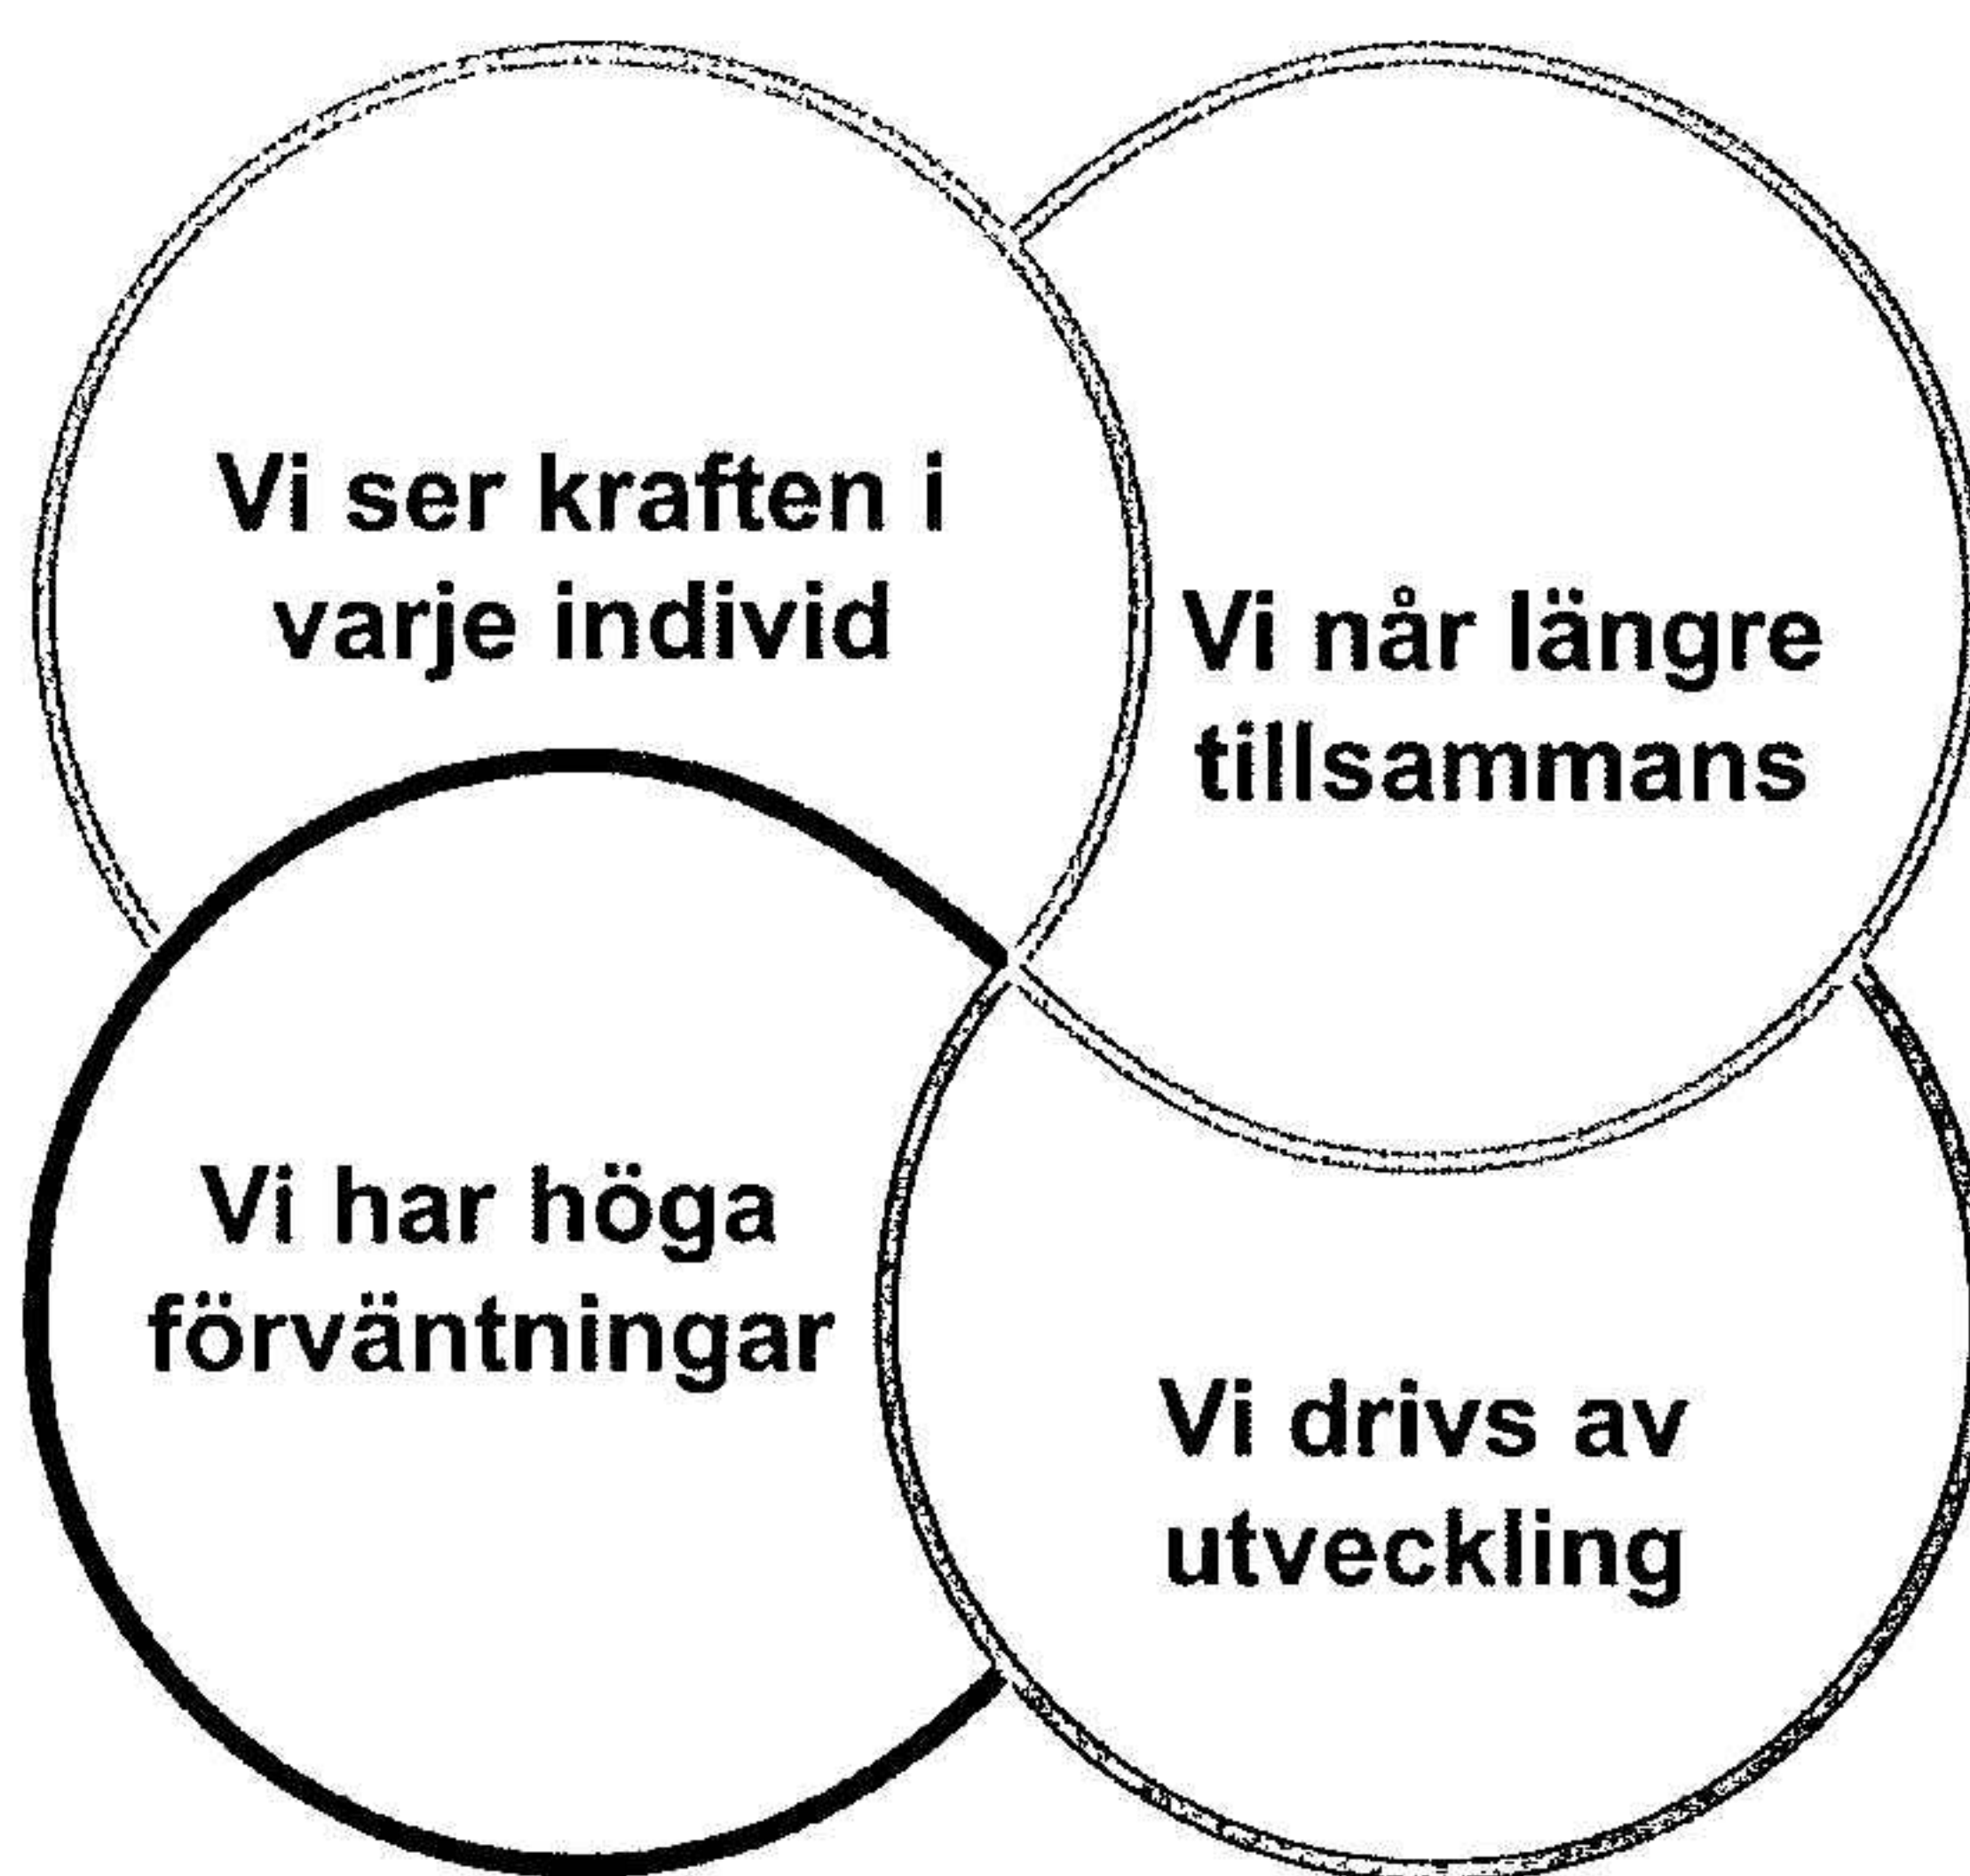 Vi ser kraften i
varje individ
Vi når längre
tillsammans
Vi har höga
förväntningar
Vi drivs av
utveckling